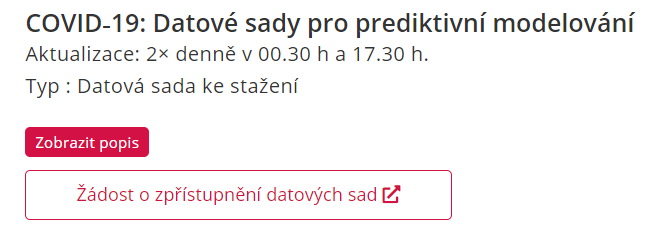 COVID-19: Datové sady pro prediktivní modelování
Aktualizace: 2× denně v 00.30 h a 17.30 h.
Typ : Datová sada ke stažení
Zobrazit popis
Žádost o zpřístupnění datových sad